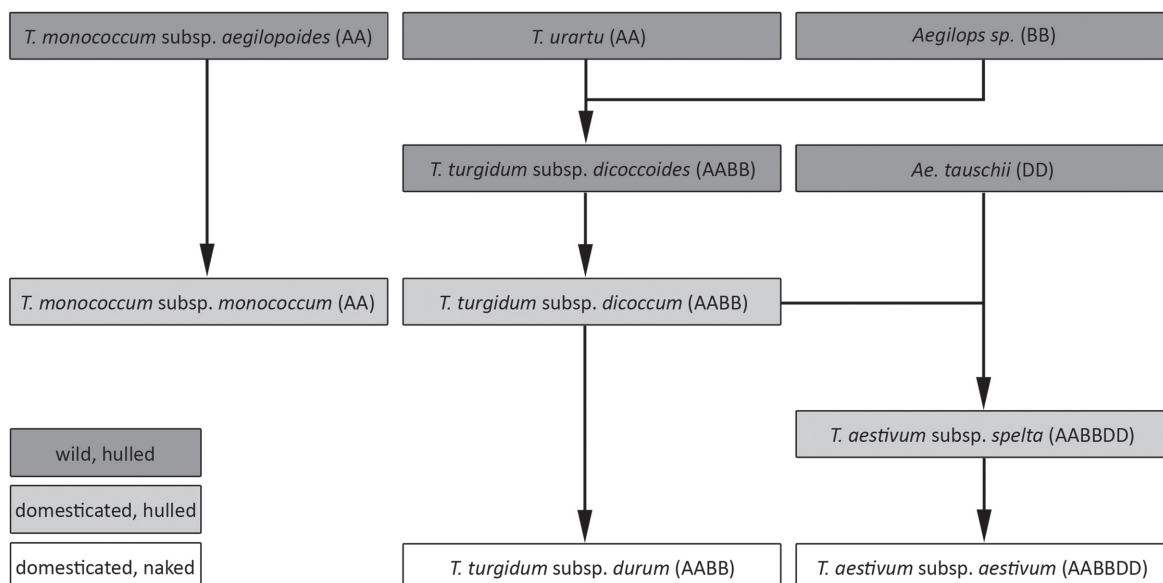 T. monococcum subsp. aegilopoides (AA)
T. urartu (AA)
Aegilops sp. (BB)
T. turgidum subsp. dicoccoides (AABB)
Ae. tauschii (DD)
T. monococcum subsp. monococcum (AA)
T. turgidum subsp. dicoccum (AABB)
T. aestivum subsp. spelta (AABBDD)
wild, hulled
domesticated, hulled
domesticated, naked
T. turgidum subsp. durum (AABB)
T. aestivum subsp. aestivum (AABBDD)